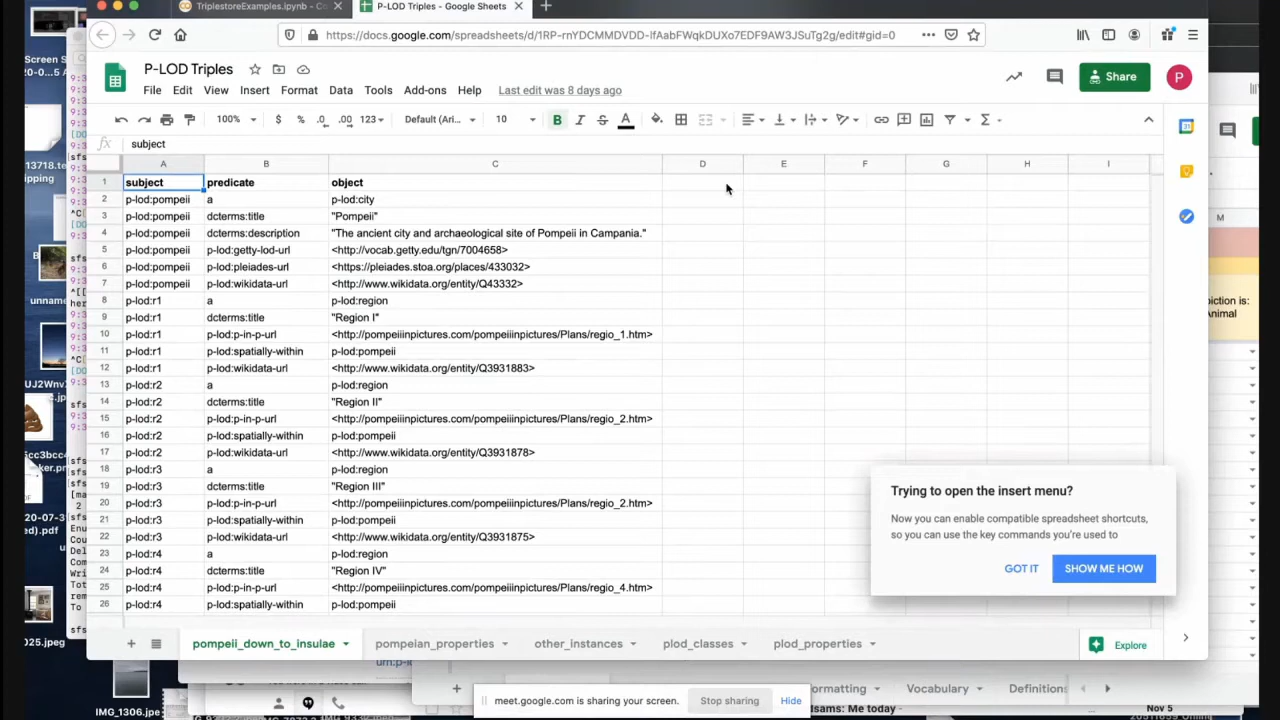 TriplestoreExamples.ipynb - C
P-LOD Triples - Google Sheets
https://docs.google.com/spreadsheets/d/1RP-rnYDCMMDVDD-IfAabFWqkDUXo7EDF9AW3JSuTg2g/edit#gid=0
P-LOD Triples
File Edit View Insert Format Data Tools Add-ons Help Last edit was 8 days ago
Share
P
100% $ % .0 .00 123 Default (Ari... 10 B I S A
fx subject
A B C D E F G H I
1 subject predicate object
2 p-lod:pompeii a p-lod:city
3 p-lod:pompeii dcterms:title "Pompeii"
4 p-lod:pompeii dcterms:description "The ancient city and archaeological site of Pompeii in Campania."
5 p-lod:pompeii p-lod:getty-lod-url <http://vocab.getty.edu/tgn/7004658>
6 p-lod:pompeii p-lod:pleiades-url <https://pleiades.stoa.org/places/433032>
7 p-lod:pompeii p-lod:wikidata-url <http://www.wikidata.org/entity/Q43332>
8 p-lod:r1 a p-lod:region
9 p-lod:r1 dcterms:title "Region I"
10 p-lod:r1 p-lod:p-in-p-url <http://pompeiiinpictures.com/pompeiiinpictures/Plans/regio_1.htm>
11 p-lod:r1 p-lod:spatially-within p-lod:pompeii
12 p-lod:r1 p-lod:wikidata-url <http://www.wikidata.org/entity/Q3931883>
13 p-lod:r2 a p-lod:region
14 p-lod:r2 dcterms:title "Region II"
15 p-lod:r2 p-lod:p-in-p-url <http://pompeiiinpictures.com/pompeiiinpictures/Plans/regio_2.htm>
16 p-lod:r2 p-lod:spatially-within p-lod:pompeii
17 p-lod:r2 p-lod:wikidata-url <http://www.wikidata.org/entity/Q3931878>
18 p-lod:r3 a p-lod:region
19 p-lod:r3 dcterms:title "Region III"
20 p-lod:r3 p-lod:p-in-p-url <http://pompeiiinpictures.com/pompeiiinpictures/Plans/regio_2.htm>
21 p-lod:r3 p-lod:spatially-within p-lod:pompeii
22 p-lod:r3 p-lod:wikidata-url <http://www.wikidata.org/entity/Q3931875>
23 p-lod:r4 a p-lod:region
24 p-lod:r4 dcterms:title "Region IV"
25 p-lod:r4 p-lod:p-in-p-url <http://pompeiiinpictures.com/pompeiiinpictures/Plans/regio_4.htm>
26 p-lod:r4 p-lod:spatially-within p-lod:pompeii
Trying to open the insert menu?
Now you can enable compatible spreadsheet shortcuts,
so you can use the key commands you're used to
GOT IT SHOW ME HOW
pompeii_down_to_insulae pompeian_properties other_instances plod_classes plod_properties
Explore
meet.google.com is sharing your screen. Stop sharing Hide
Vocabulary Definitions
IMG_1306.jpe
Me today -
Nov 5
M
Animal
025.jpeg